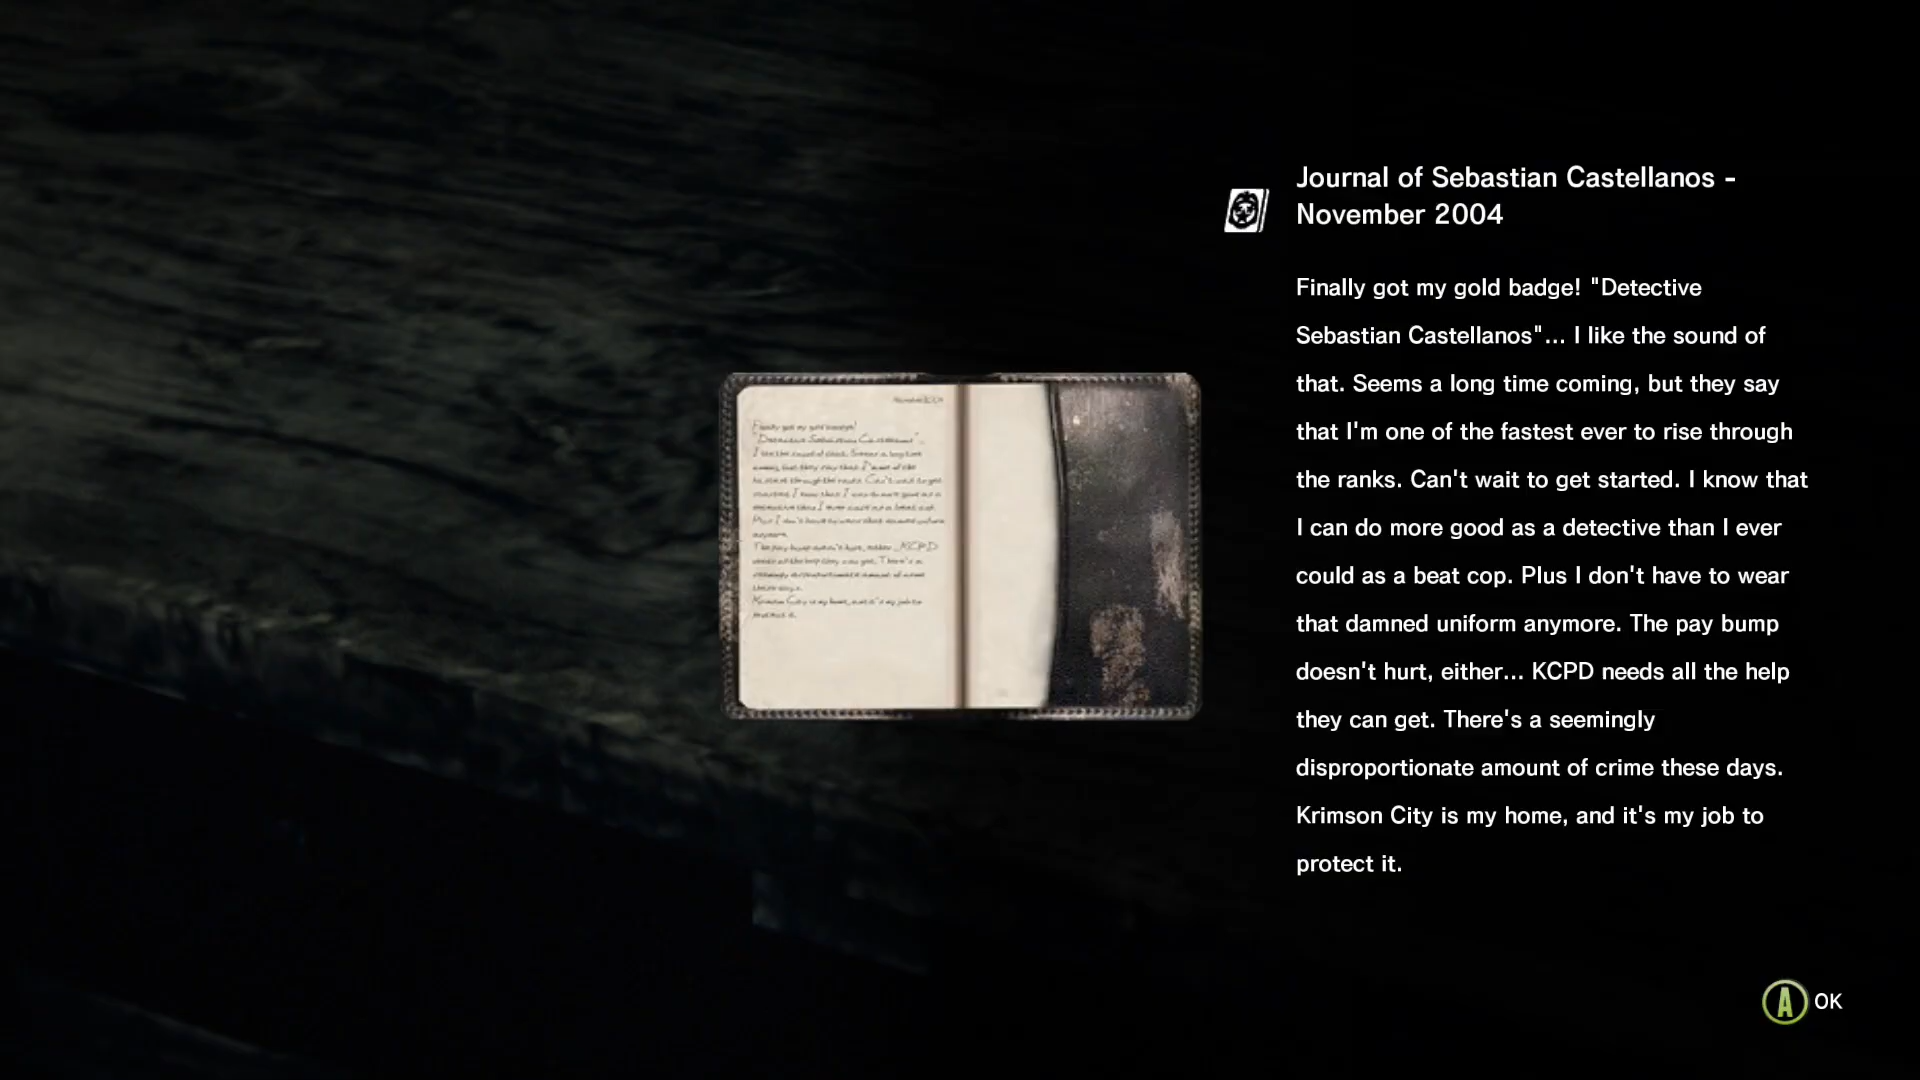 Journal of Sebastian Castellanos -
November 2004
Finally got my gold badge! "Detective
Sebastian Castellanos"... I like the sound of
that. Seems a long time coming, but they say
that I'm one of the fastest ever to rise through
the ranks. Can't wait to get started. I know that
I can do more good as a detective than I ever
could as a beat cop. Plus I don't have to wear
that damned uniform anymore. The pay bump
doesn't hurt, either... KCPD needs all the help
they can get. There's a seemingly
disproportionate amount of crime these days.
Krimson City is my home, and it's my job to
protect it.
A OK